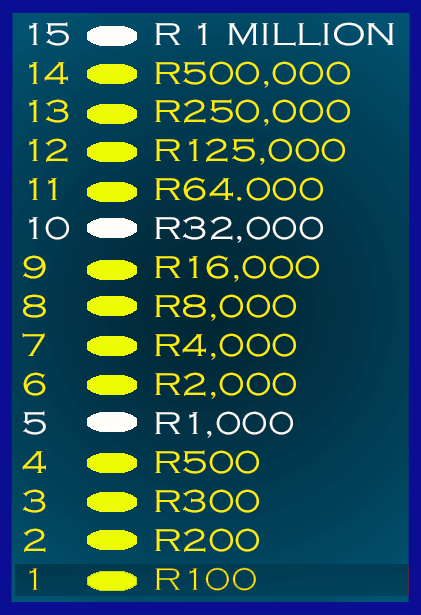 15 R 1 MILLION
14 R500,000
13 R250,000
12 R125,000
11 R64.000
10 R32,000
9 R16,000
8 R8,000
7 R4,000
6 R2,000
5 R1,000
4 R500
3 R300
2 R200
1 R100